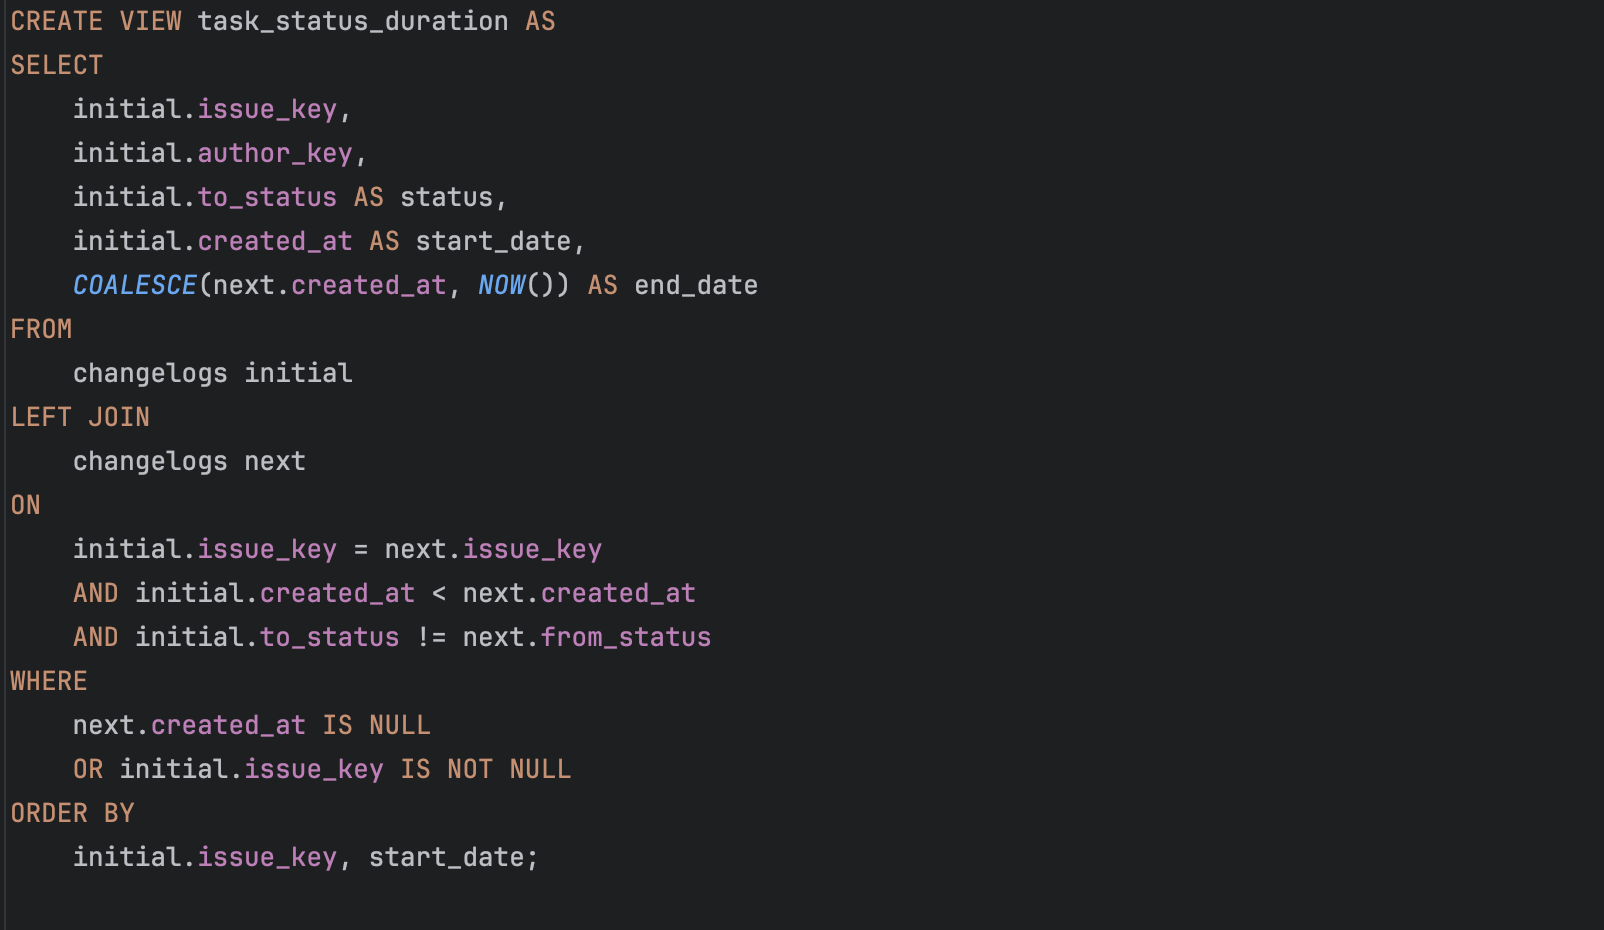 CREATE VIEW task_status_duration AS
SELECT
    initial.issue_key,
    initial.author_key,
    initial.to_status AS status,
    initial.created_at AS start_date,
    COALESCE(next.created_at, NOW()) AS end_date
FROM
    changelogs initial
LEFT JOIN
    changelogs next
ON
    initial.issue_key = next.issue_key
    AND initial.created_at < next.created_at
    AND initial.to_status != next.from_status
WHERE
    next.created_at IS NULL
    OR initial.issue_key IS NOT NULL
ORDER BY
    initial.issue_key, start_date;